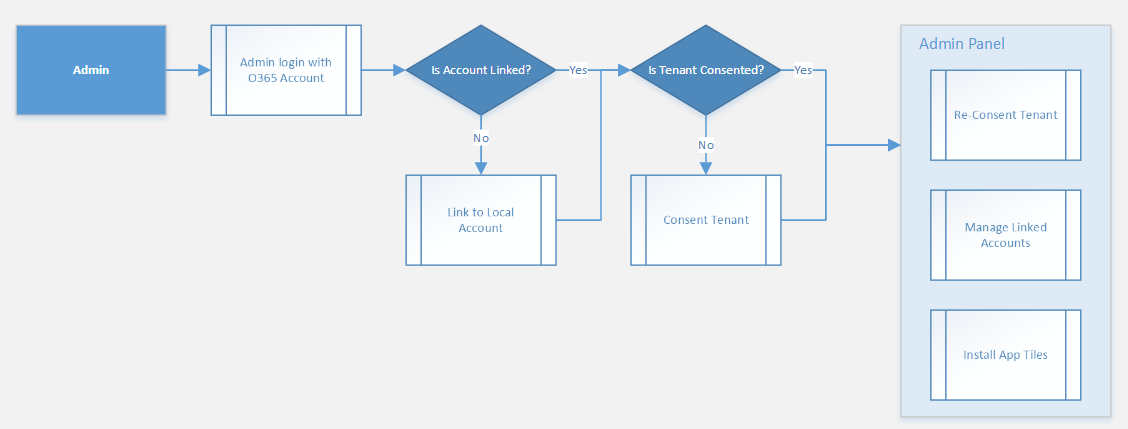 Admin
Admin login with
O365 Account
Is Account Linked?
Yes
No
Link to Local
Account
Is Tenant Consented?
Yes
No
Consent Tenant
Admin Panel
Re-Consent Tenant
Manage Linked
Accounts
Install App Tiles